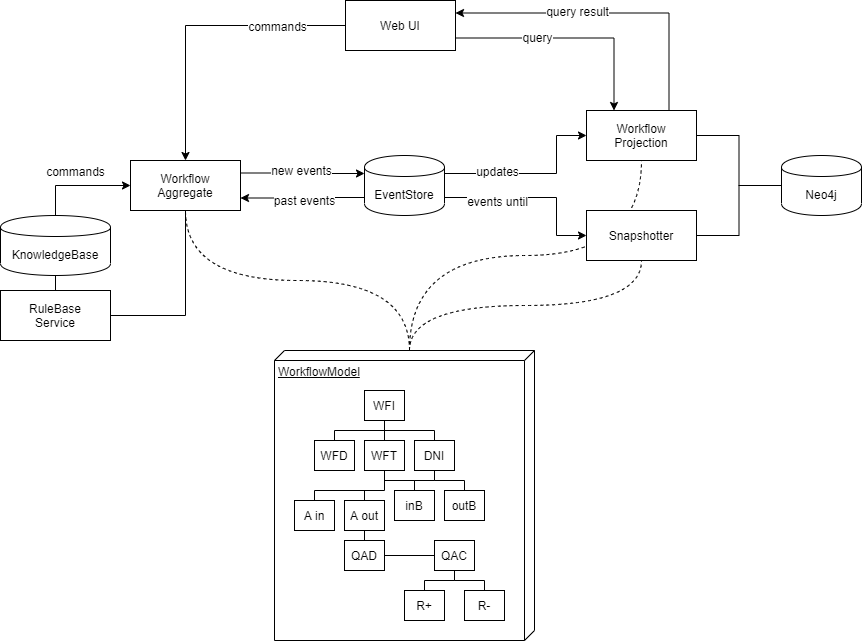 query result
commands
Web UI
query
Workflow
Projection
commands
Workflow
Aggregate
new events
past events
EventStore
updates
events until
Neo4j
Snapshotter
KnowledgeBase
RuleBase
Service
WorkflowModel
WFI
WFD
WFT
DNI
A in
A out
inB
outB
QAD
QAC
R+
R-